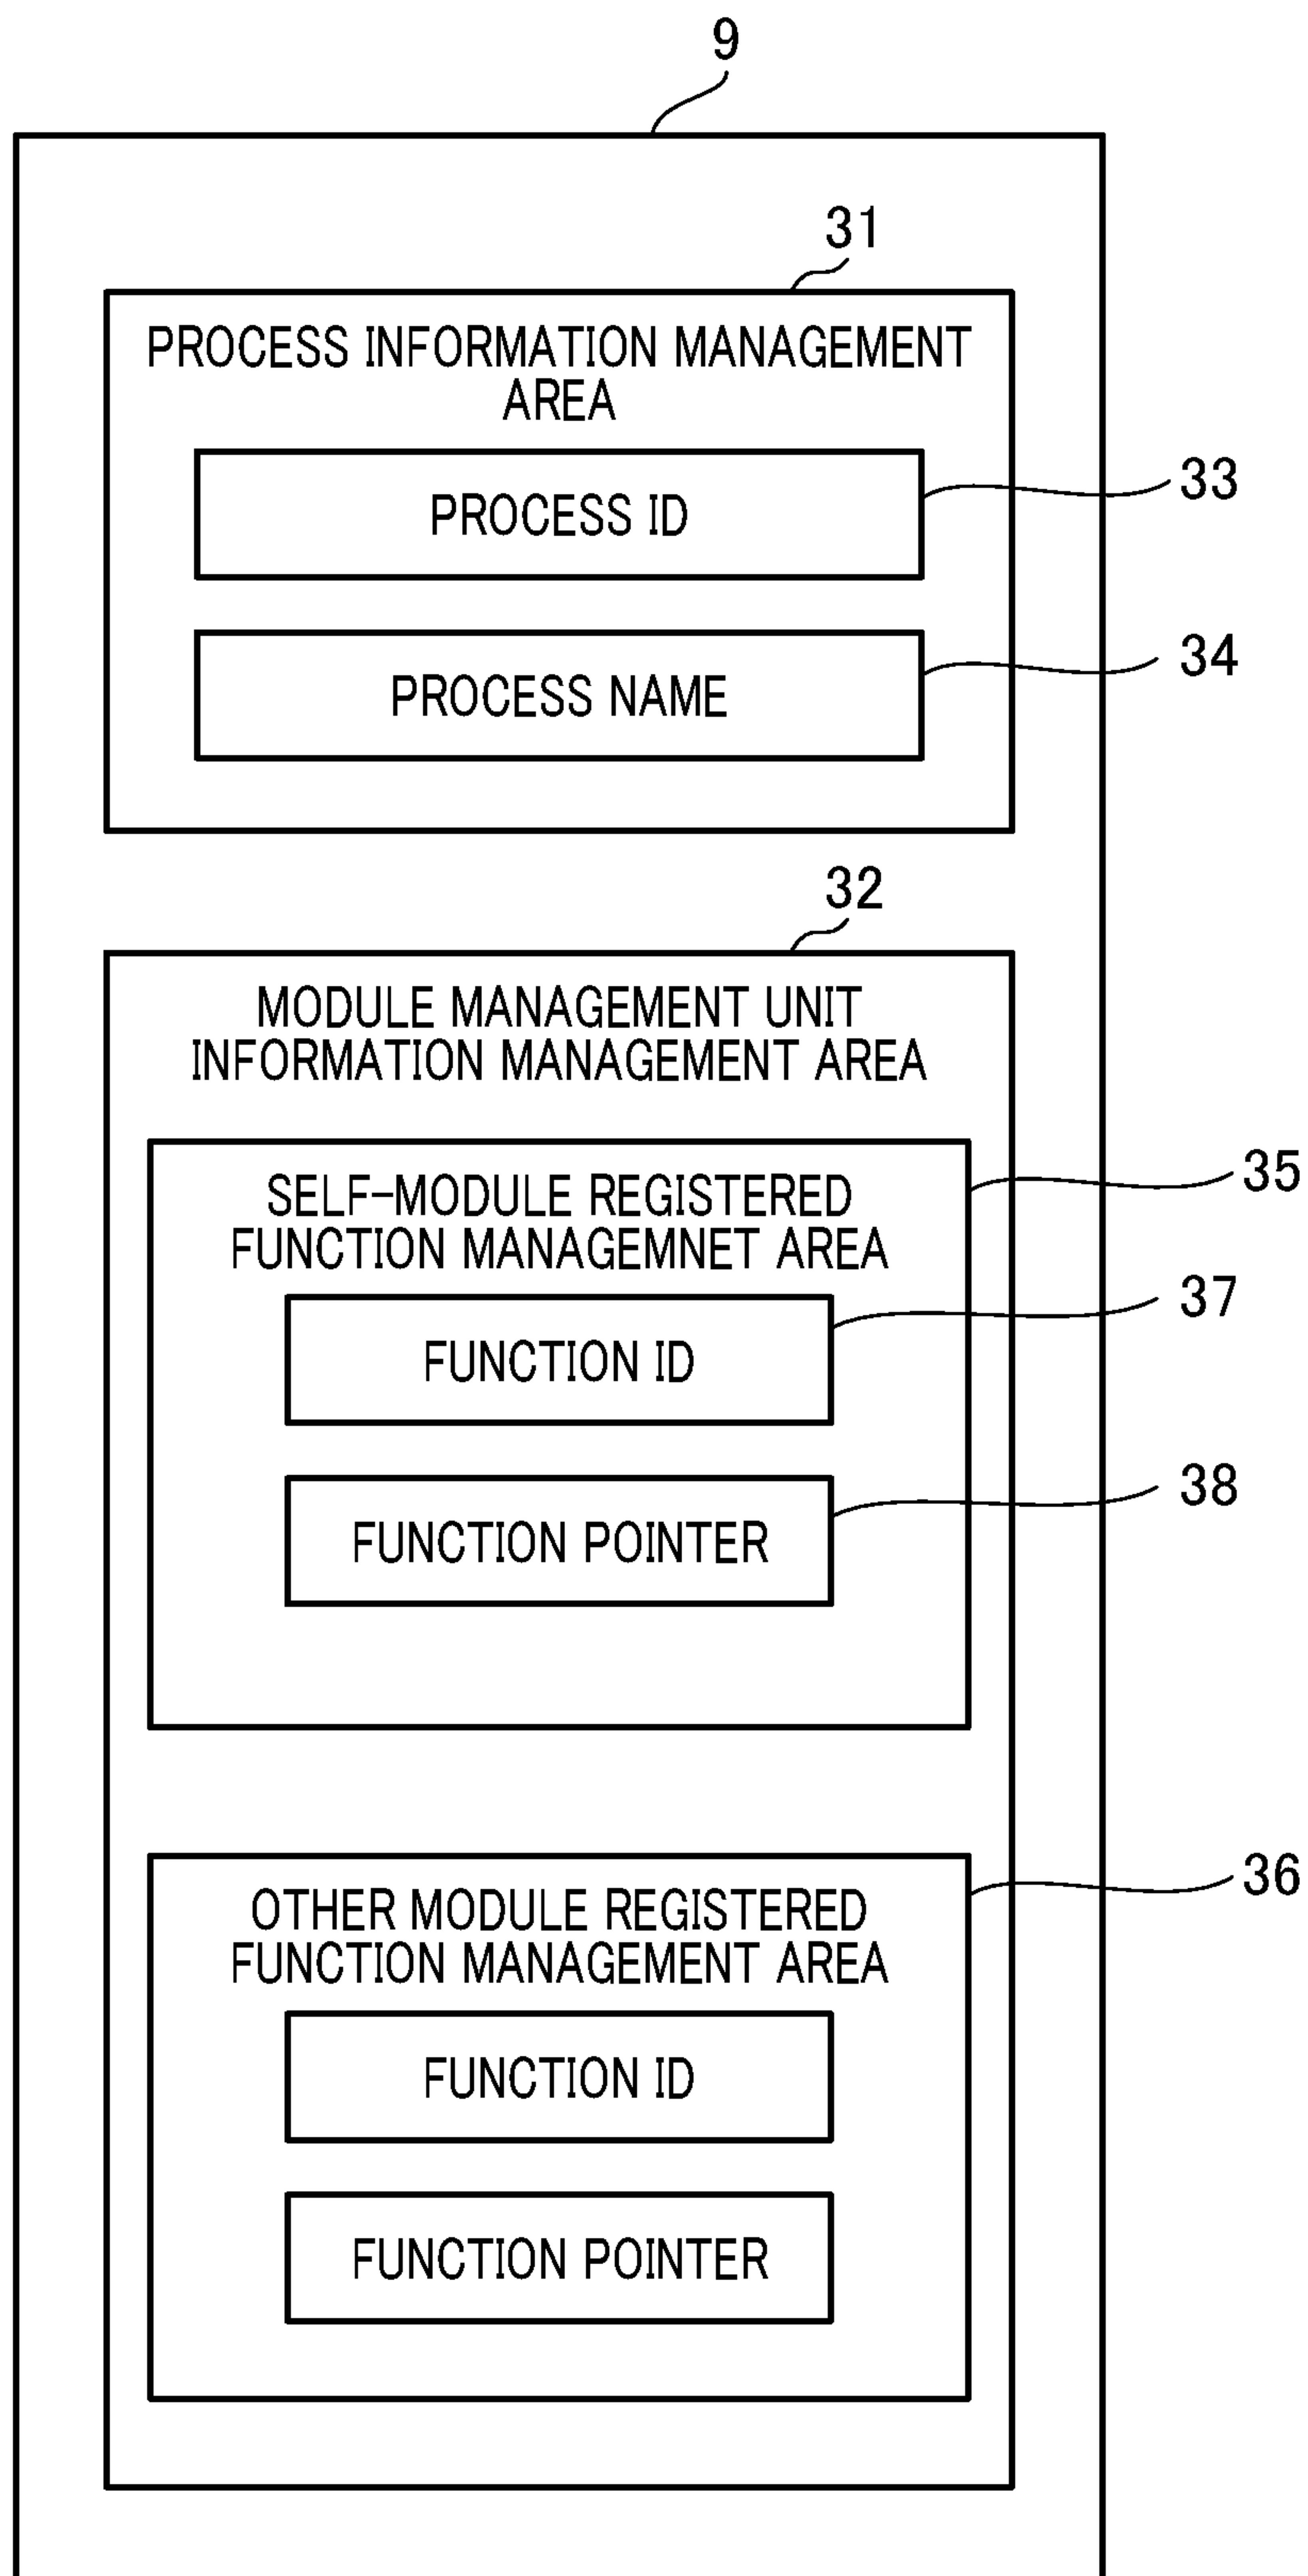 9
31
PROCESS INFORMATION MANAGEMENT
AREA
PROCESS ID
33
PROCESS NAME
34
32
MODULE MANAGEMENT UNIT
INFORMATION MANAGEMENT AREA
SELF-MODULE REGISTERED
FUNCTION MANAGEMNET AREA
35
FUNCTION ID
37
FUNCTION POINTER
38
OTHER MODULE REGISTERED
FUNCTION MANAGEMENT AREA
36
FUNCTION ID
FUNCTION POINTER